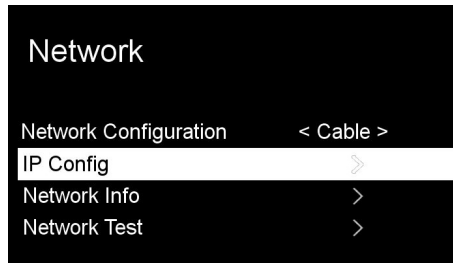 Network
Network Configuration < Cable >
IP Config >
Network Info >
Network Test >